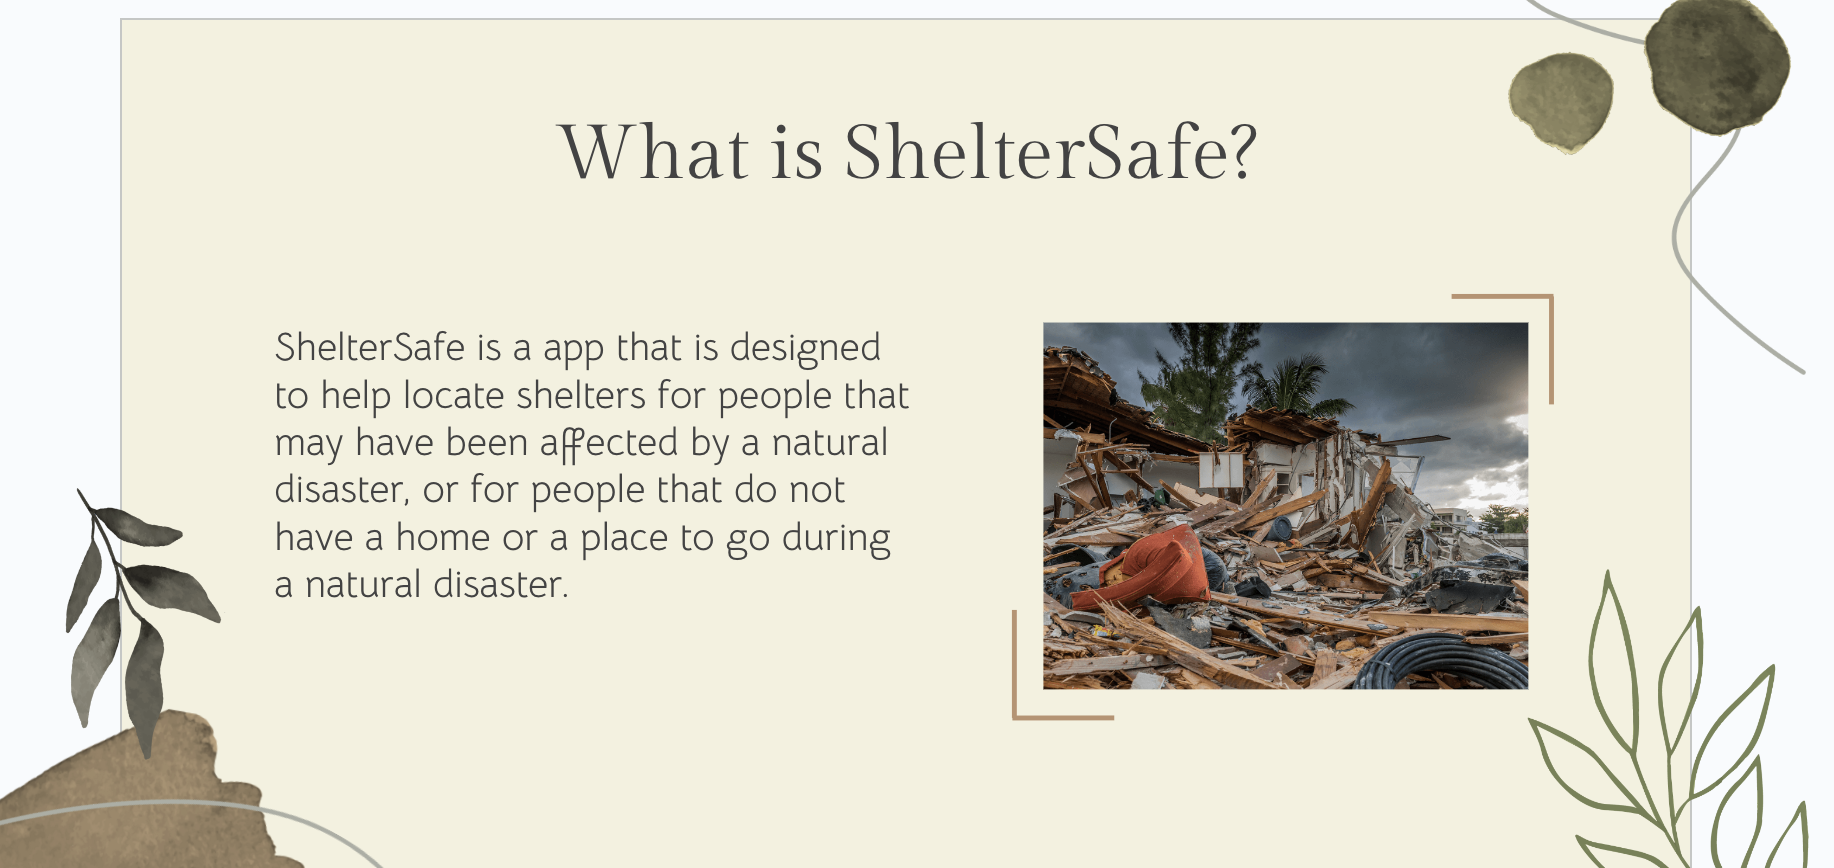 What is ShelterSafe?
ShelterSafe is a app that is designed
to help locate shelters for people that
may have been affected by a natural
disaster, or for people that do not
have a home or a place to go during
a natural disaster.